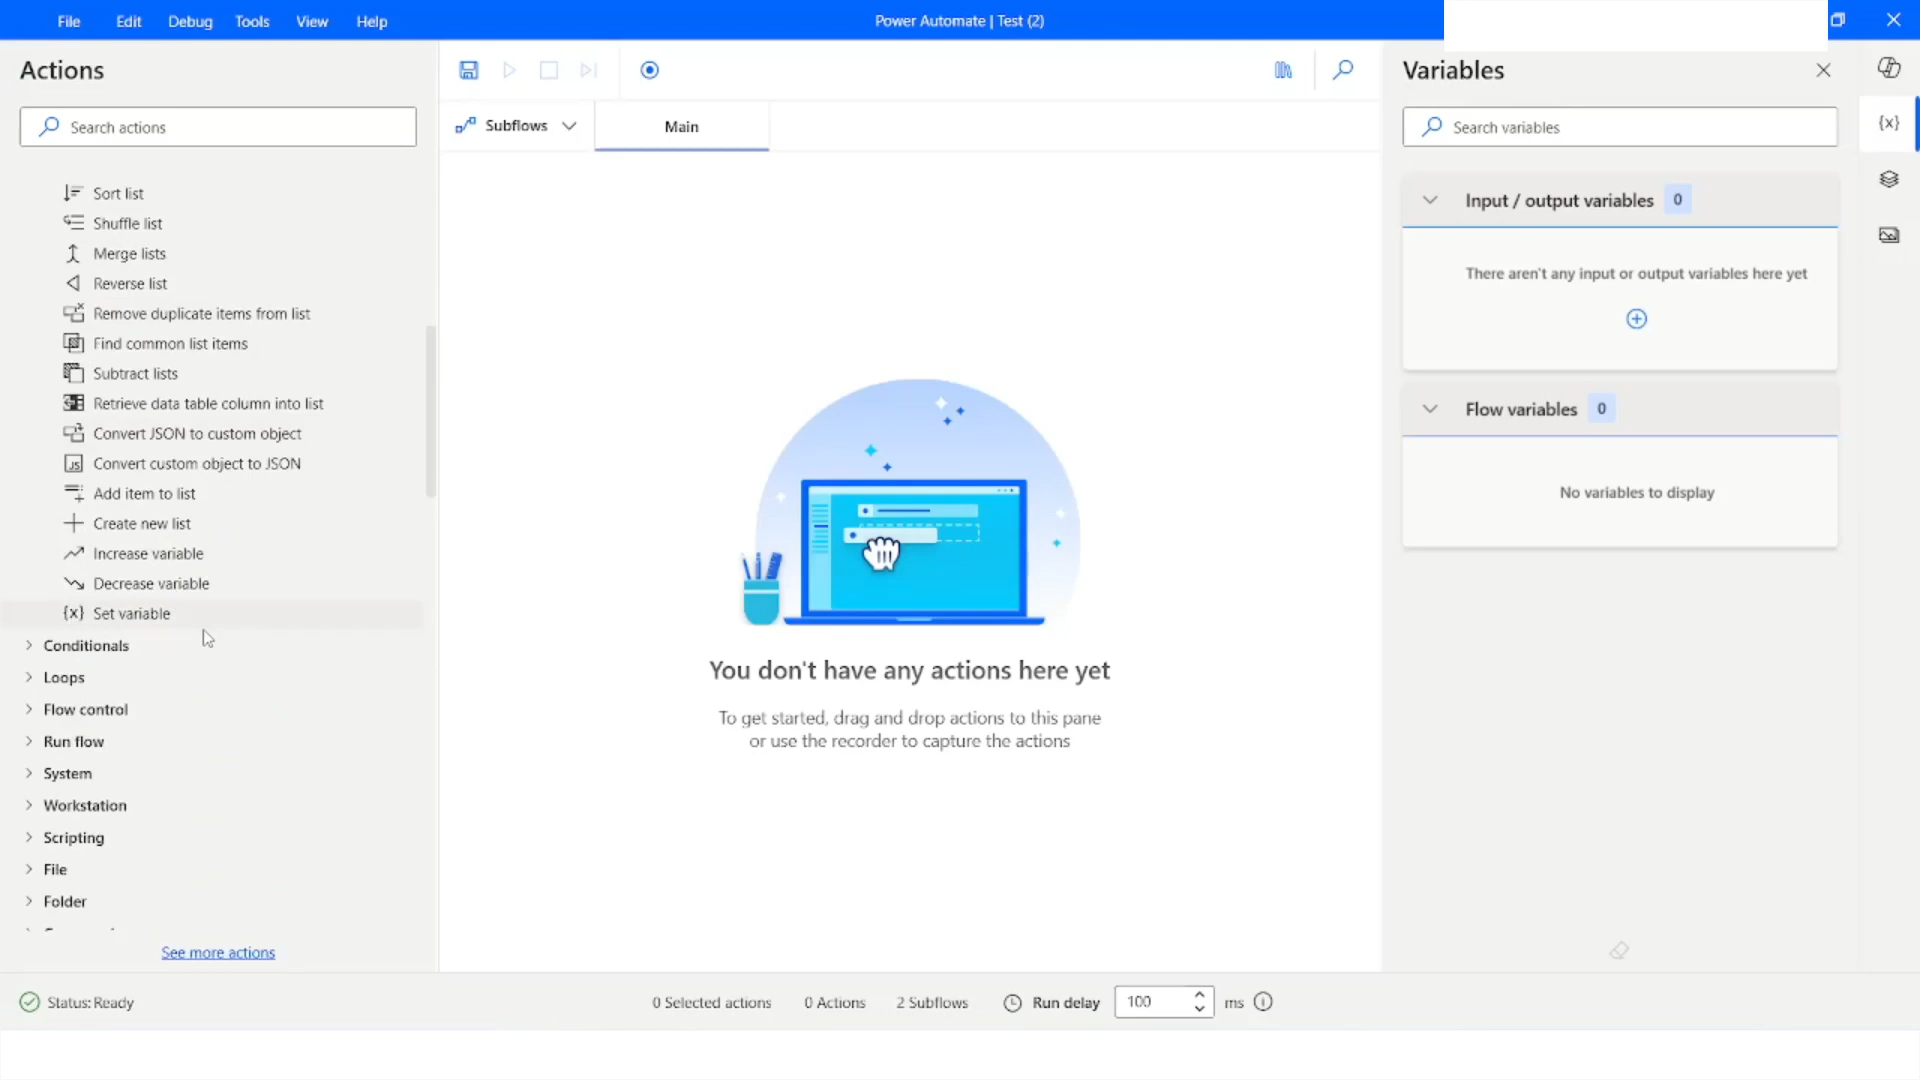 File Edit Debug Tools View Help Power Automate | Test (2)
Actions
Search actions
Sort list
Shuffle list
Merge lists
Reverse list
Remove duplicate items from list
Find common list items
Subtract lists
Retrieve data table column into list
Convert JSON to custom object
Convert custom object to JSON
Add item to list
Create new list
Increase variable
Decrease variable
{x} Set variable
Conditionals
Loops
Flow control
Run flow
System
Workstation
Scripting
File
Folder
See more actions
Subflows Main
You don't have any actions here yet
To get started, drag and drop actions to this pane
or use the recorder to capture the actions
Variables
{x}
Search variables
Input / output variables 0
There aren't any input or output variables here yet
Flow variables 0
No variables to display
Status: Ready 0 Selected actions 0 Actions 2 Subflows Run delay 100 ms